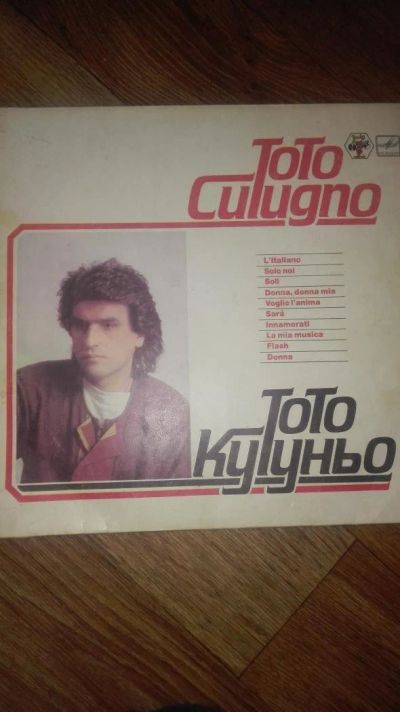 Toto
Cutugno
L'Italiano
Solo noi
Soli
Donna, donna mia
Voglio l'anima
Sarà
Innamorati
La mia musica
Flash
Donna
Тото
Кутуньо